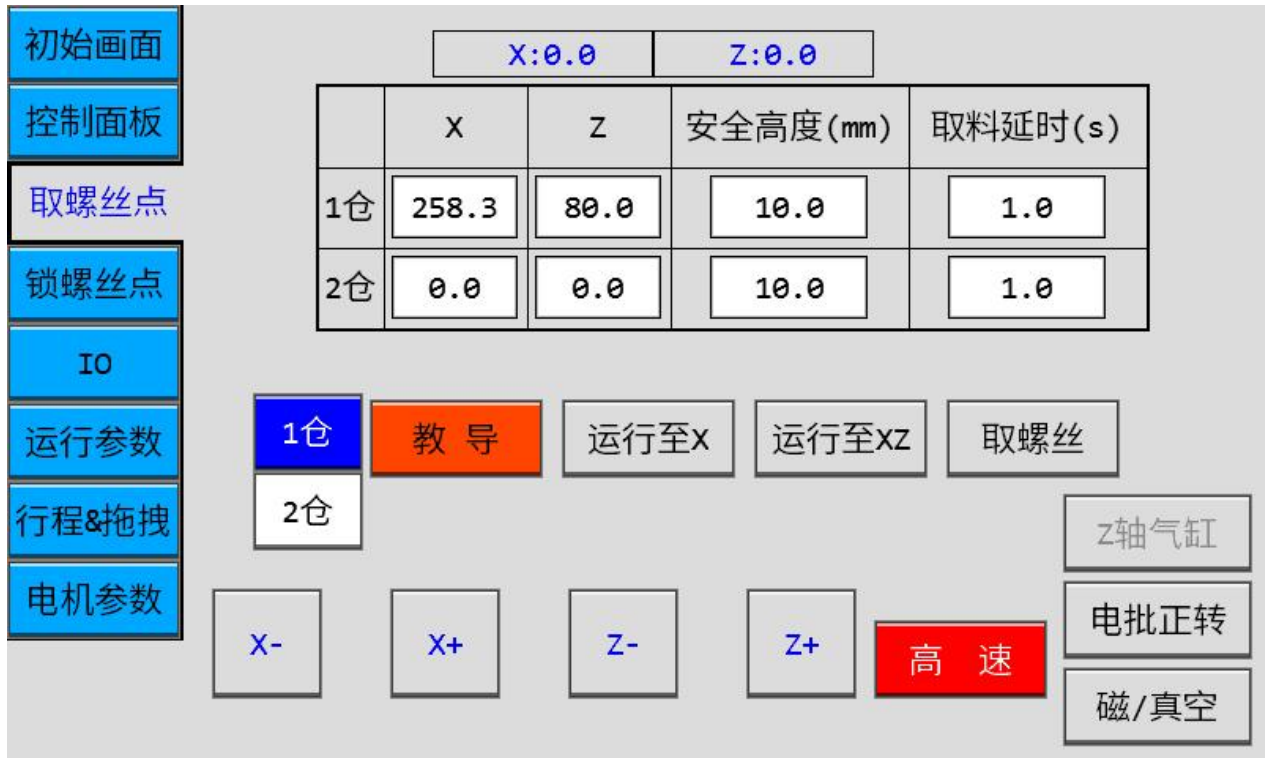 初始画面
控制面板
取螺丝点
锁螺丝点
IO
运行参数
行程&拖拽
电机参数
X:0.0 Z:0.0
X Z 安全高度(mm) 取料延时(s)
1仓 258.3 80.0 10.0 1.0
2仓 0.0 0.0 10.0 1.0
1仓 教 导 运行至X 运行至XZ 取螺丝
2仓
Z轴气缸
电批正转
磁/真空
X- X+ Z- Z+ 高 速